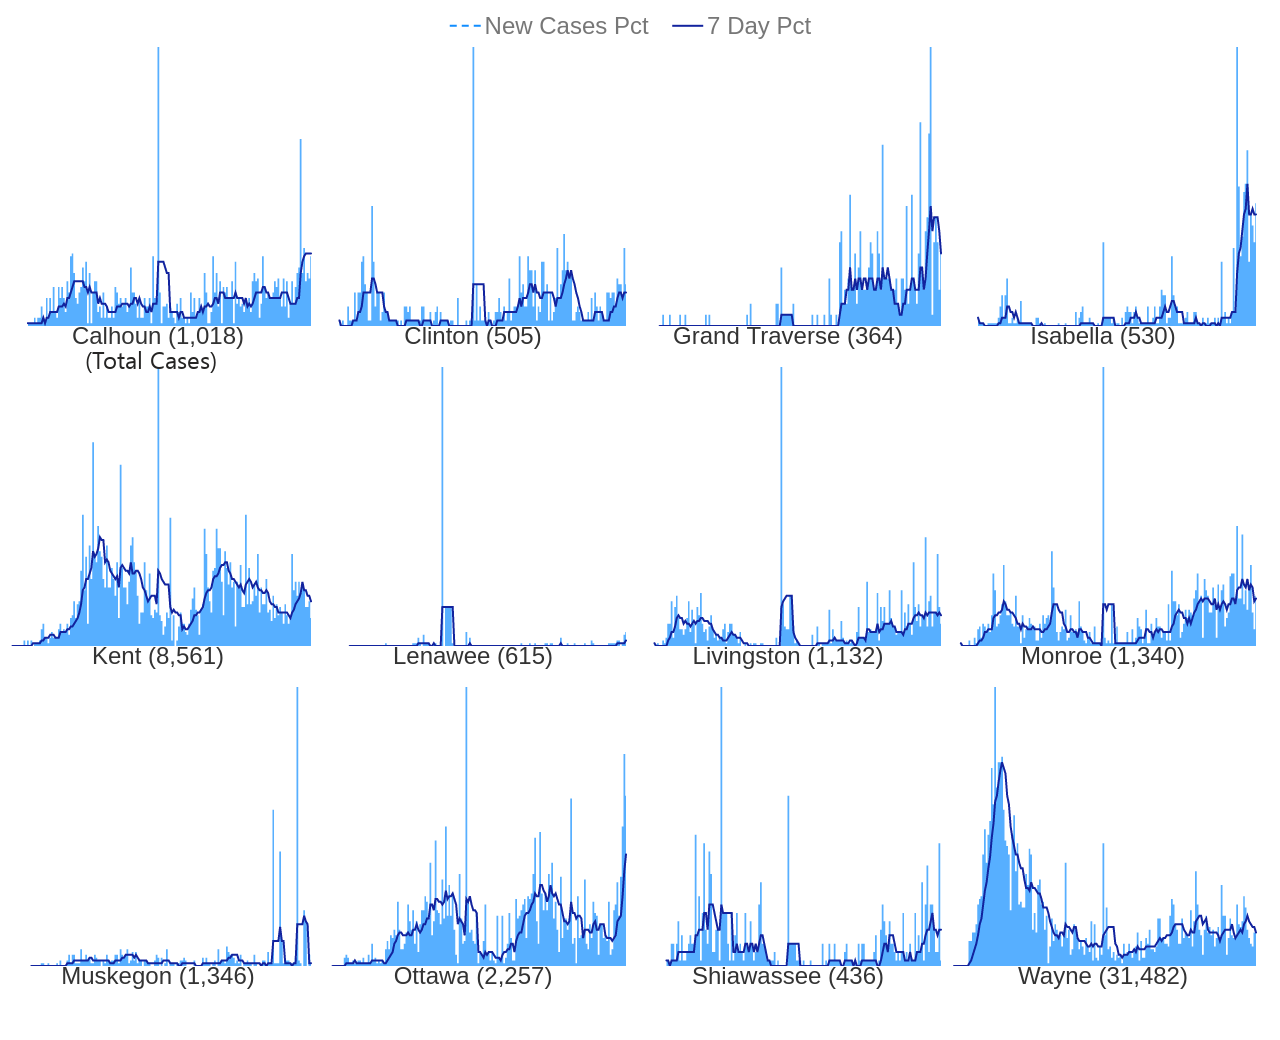 New Cases Pct 7 Day Pct
Calhoun (1,018) Clinton (505) Grand Traverse (364) Isabella (530)
(Total Cases)
Kent (8,561) Lenawee (615) Livingston (1,132) Monroe (1,340)
Muskegon (1,346) Ottawa (2,257) Shiawassee (436) Wayne (31,482)